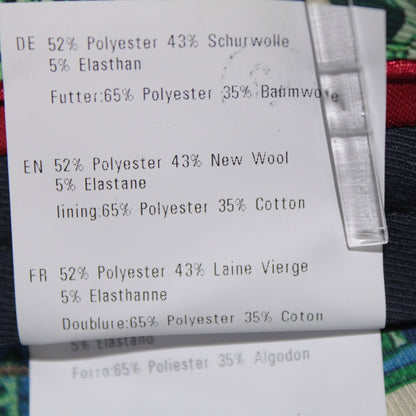 DE 52% Polyester 43% Schurwolle
5% Elasthan
Futter:65% Polyester 35% Baumwolle
EN 52% Polyester 43% New Wool
5% Elastane
lining:65% Polyester 35% Cotton
FR 52% Polyester 43% Laine Vierge
5% Elasthanne
Doublure:65% Polyester 35% Coton
5% Elastano
Forro:65% Poliester 35% Algodon